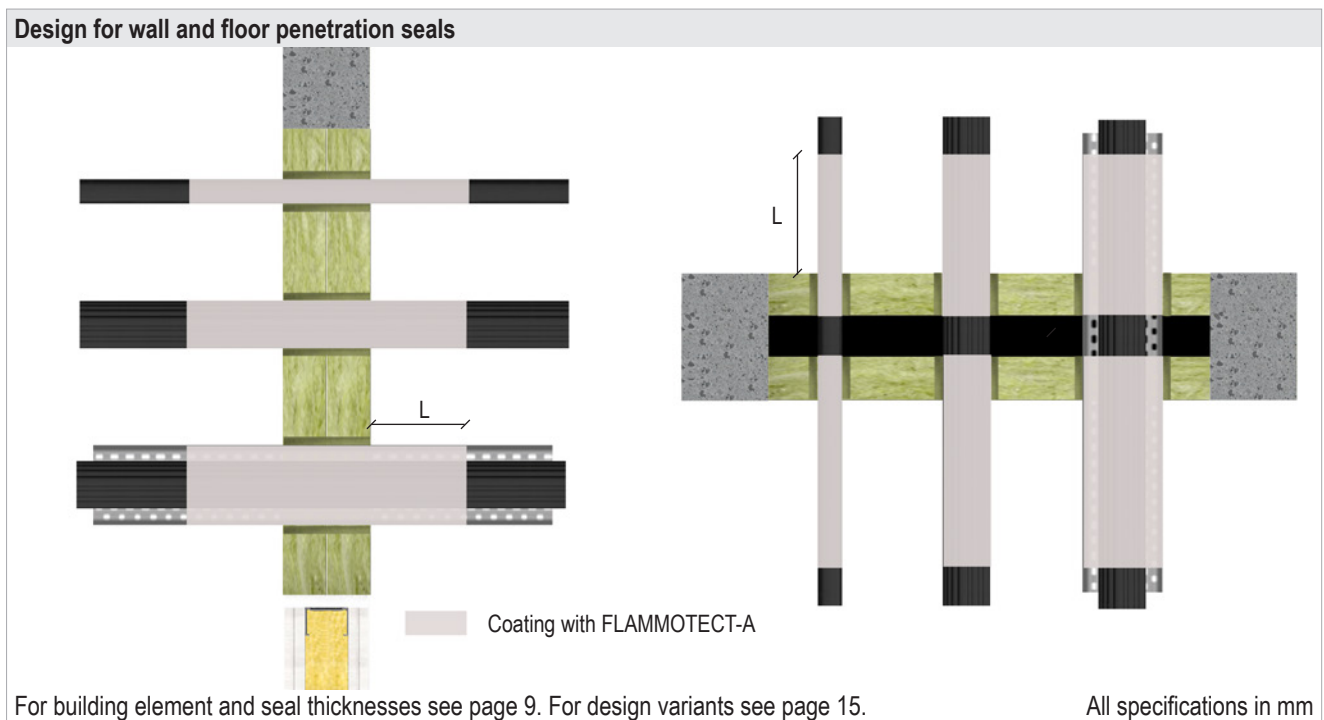 Design for wall and floor penetration seals
L
L
Coating with FLAMMOTECT-A
For building element and seal thicknesses see page 9. For design variants see page 15.
All specifications in mm